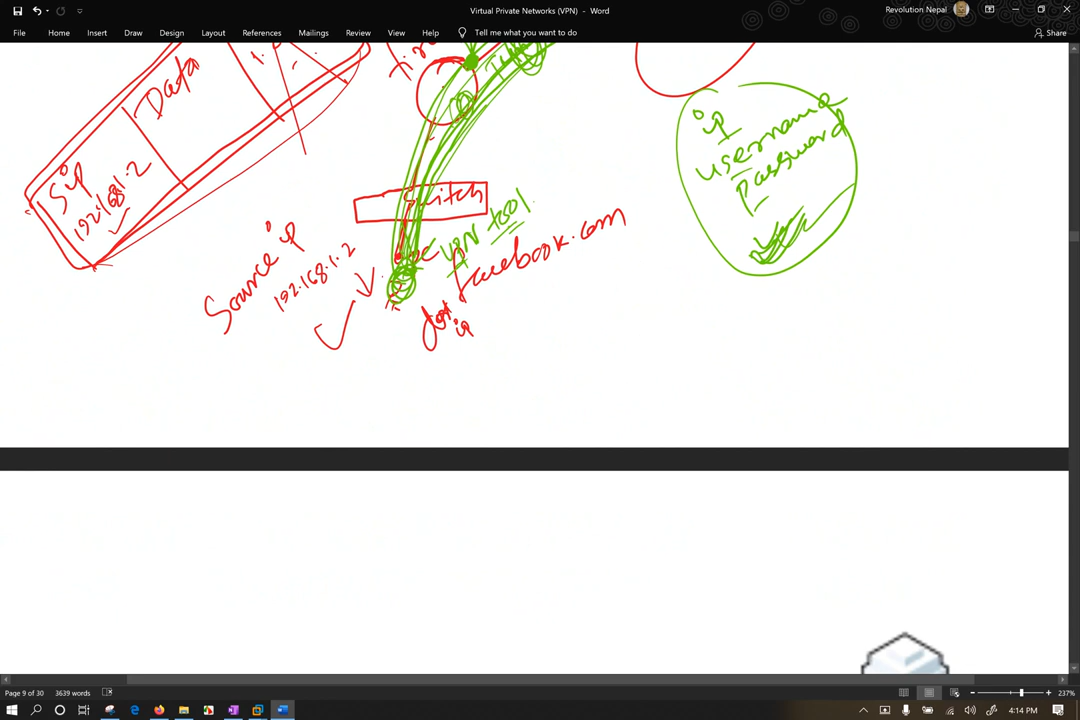 Virtual Private Networks (VPN) - Word
Revolution Nepal
File Home Insert Draw Design Layout References Mailings Review View Help Tell me what you want to do
Share
Data
Sip
192.168.1.2
ip
username
password
Switch
Source ip
192.168.1.2
PC
VPN tool
facebook.com
ip
Page 9 of 30 3639 words
237%
4:14 PM